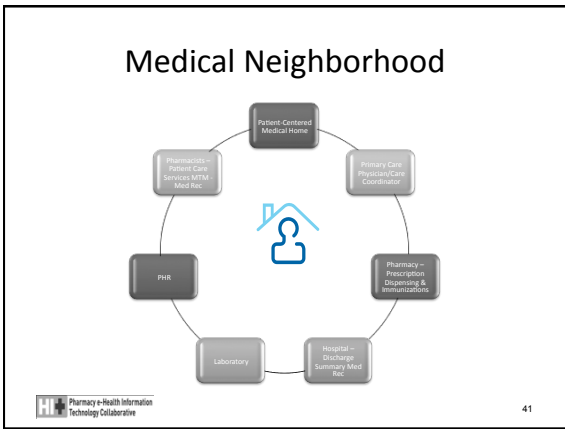 Medical Neighborhood
Patient-Centered
Medical Home
Primary Care
Physician/Care
Coordinator
Pharmacy –
Prescription
Dispensing &
Immunizations
Hospital –
Discharge
Summary Med
Rec
Laboratory
PHR
Pharmacists –
Patient Care
Services MTM -
Med Rec
HIT Pharmacy e-Health Information
Technology Collaborative
41